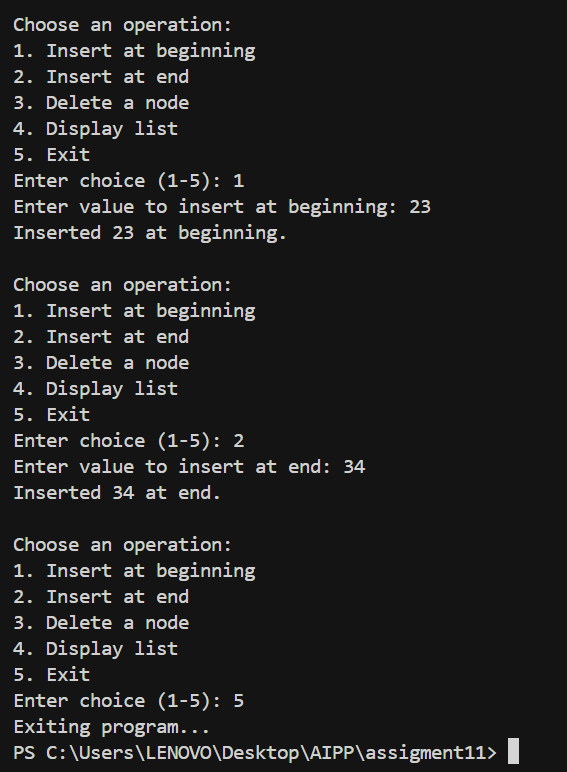 Choose an operation:
1. Insert at beginning
2. Insert at end
3. Delete a node
4. Display list
5. Exit
Enter choice (1-5): 1
Enter value to insert at beginning: 23
Inserted 23 at beginning.

Choose an operation:
1. Insert at beginning
2. Insert at end
3. Delete a node
4. Display list
5. Exit
Enter choice (1-5): 2
Enter value to insert at end: 34
Inserted 34 at end.

Choose an operation:
1. Insert at beginning
2. Insert at end
3. Delete a node
4. Display list
5. Exit
Enter choice (1-5): 5
Exiting program...
PS C:\Users\LENOVO\Desktop\AIPP\assigment11>